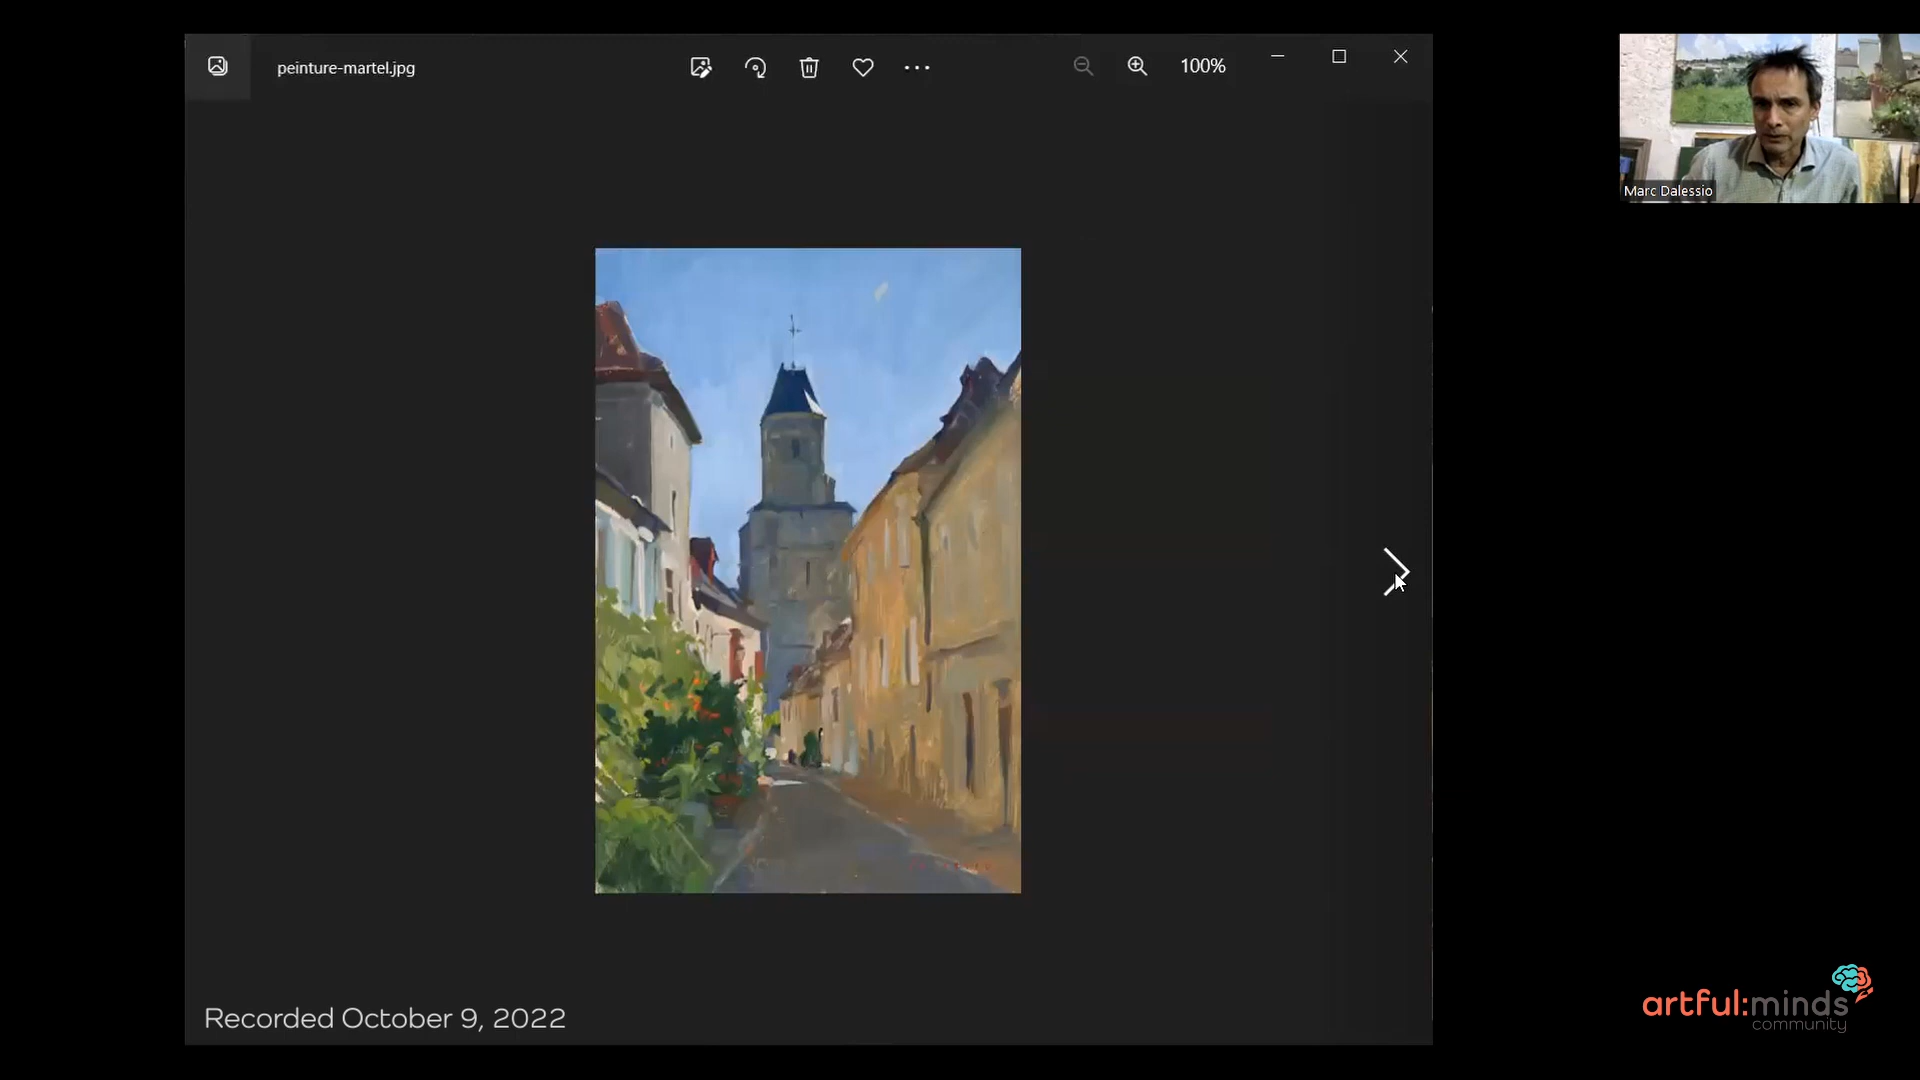 peinture-martel.jpg
100%
Marc Dalessio
Recorded October 9, 2022
artful:minds
community